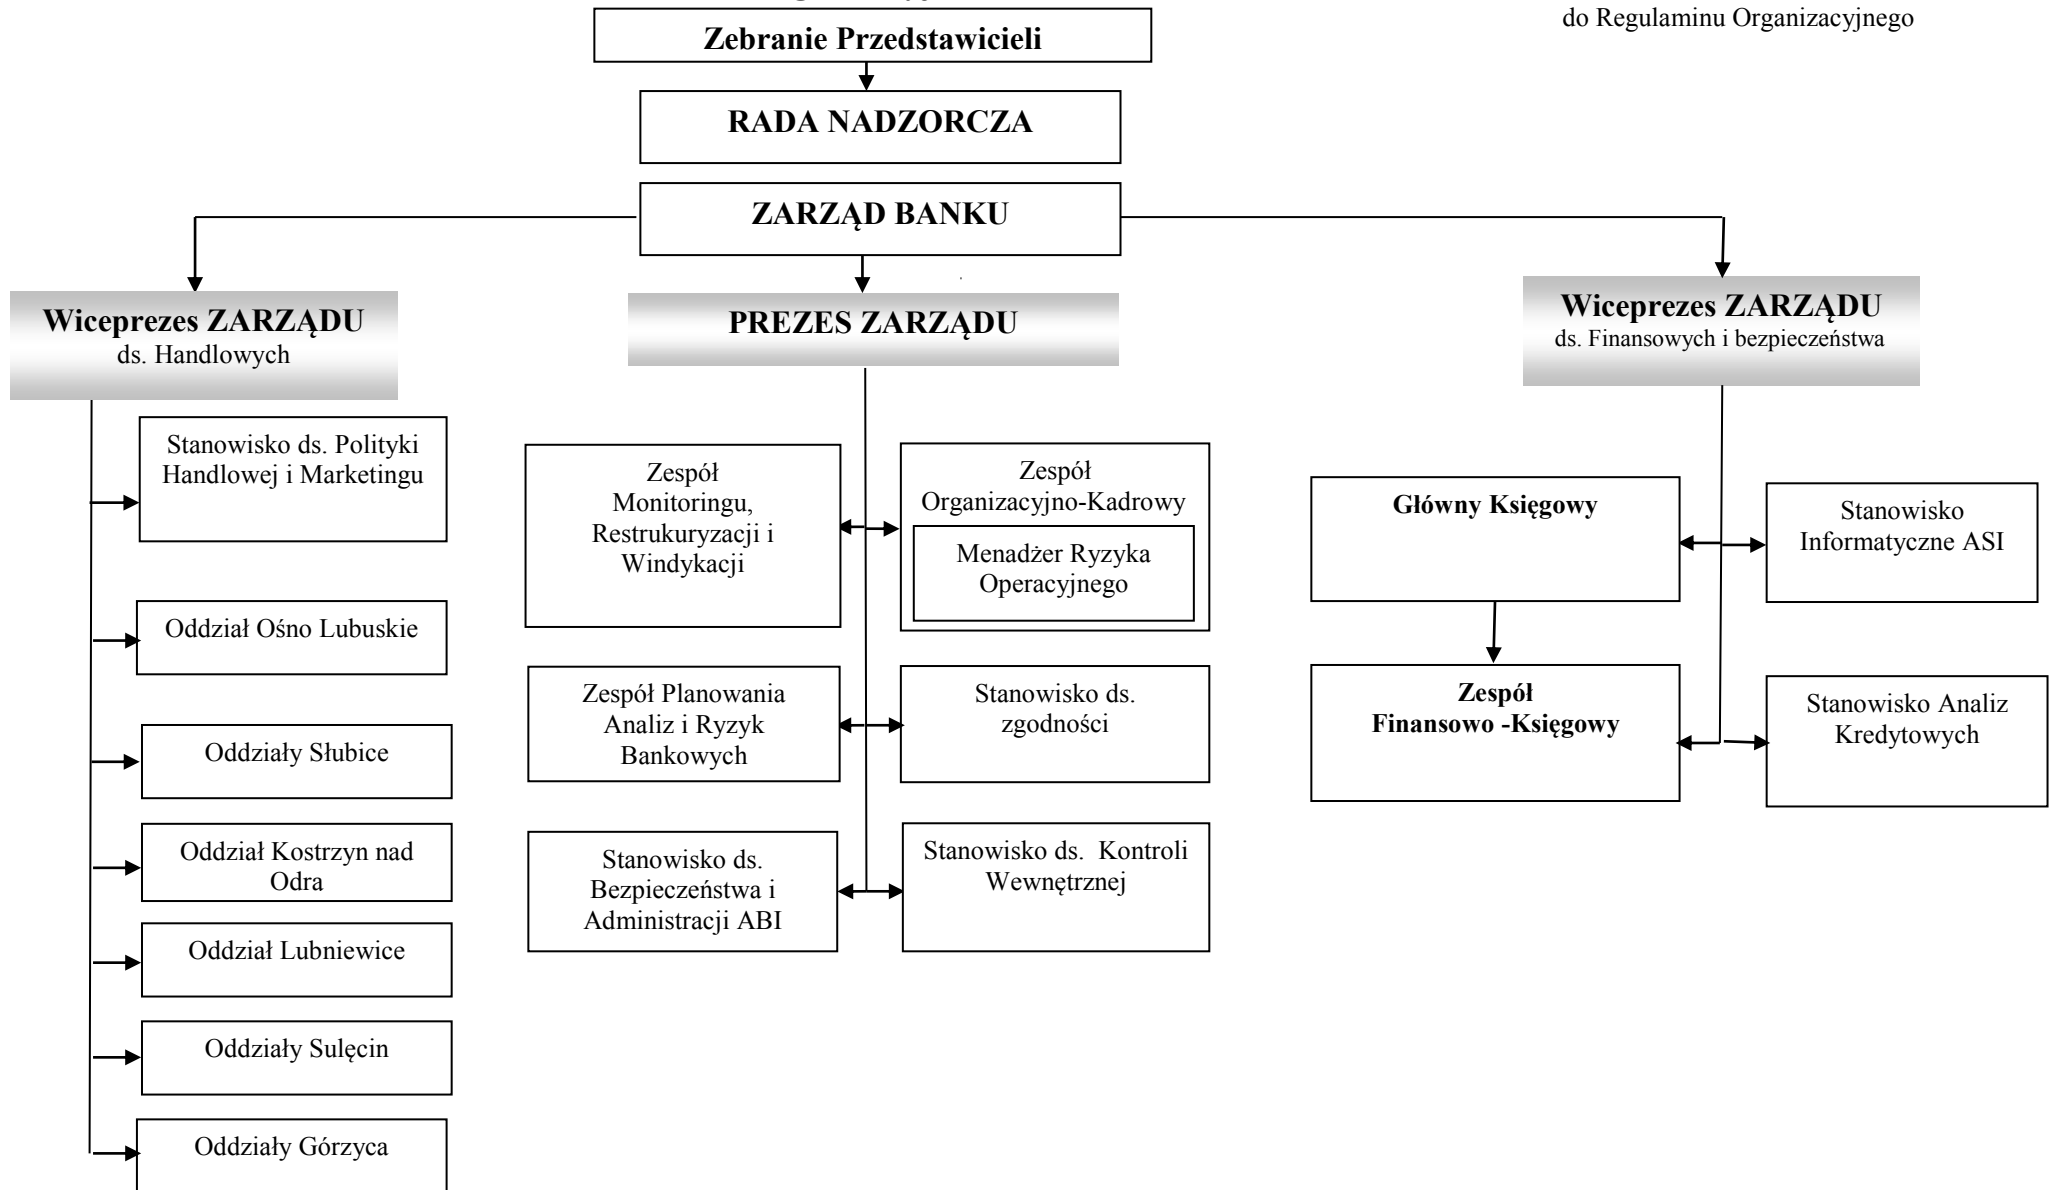 do Regulaminu Organizacyjnego
Zebranie Przedstawicieli
RADA NADZORCZA
ZARZĄD BANKU
Wiceprezes ZARZĄDU
ds. Handlowych
PREZES ZARZĄDU
Wiceprezes ZARZĄDU
ds. Finansowych i bezpieczeństwa
Stanowisko ds. Polityki
Handlowej i Marketingu
Oddział Ośno Lubuskie
Oddziały Słubice
Oddział Kostrzyn nad
Odra
Oddział Lubniewice
Oddziały Sulęcin
Oddziały Górzyca
Zespół
Monitoringu,
Restrukuryzacji i
Windykacji
Zespół
Organizacyjno-Kadrowy
Menadżer Ryzyka
Operacyjnego
Zespół Planowania
Analiz i Ryzyk
Bankowych
Stanowisko ds.
zgodności
Stanowisko ds.
Bezpieczeństwa i
Administracji ABI
Stanowisko ds. Kontroli
Wewnętrznej
Główny Księgowy
Stanowisko
Informatyczne ASI
Zespół
Finansowo -Księgowy
Stanowisko Analiz
Kredytowych